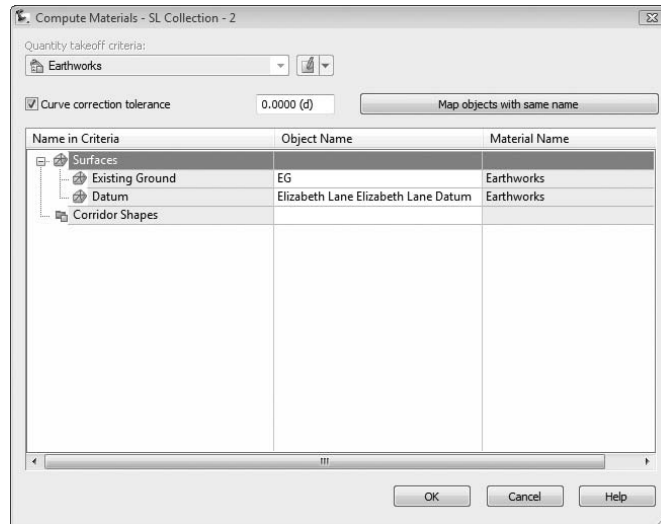 Compute Materials - SL Collection - 2
Quantity takeoff criteria:
Earthworks
Curve correction tolerance 0.0000 (d) Map objects with same name
Name in Criteria Object Name Material Name
Surfaces
Existing Ground EG Earthworks
Datum Elizabeth Lane Elizabeth Lane Datum Earthworks
Corridor Shapes
OK Cancel Help